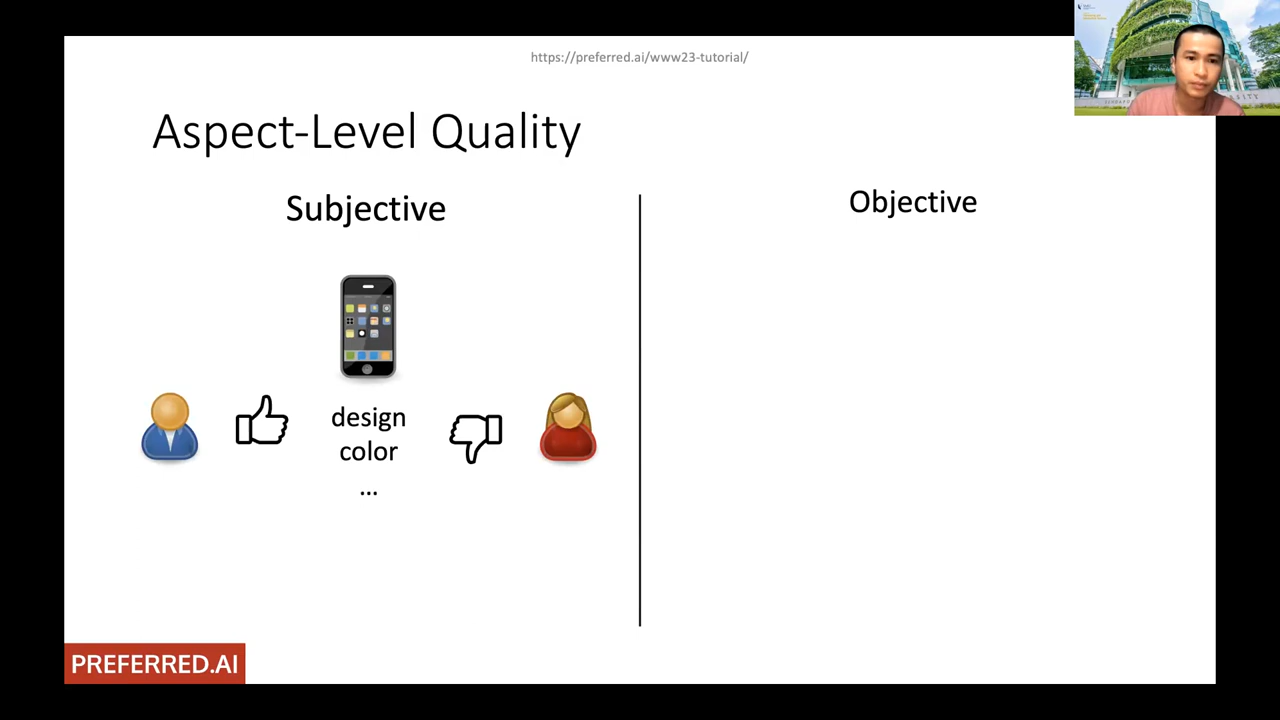 https://preferred.ai/www23-tutorial/
Aspect-Level Quality
Subjective
Objective
design
color
...
PREFERRED.AI